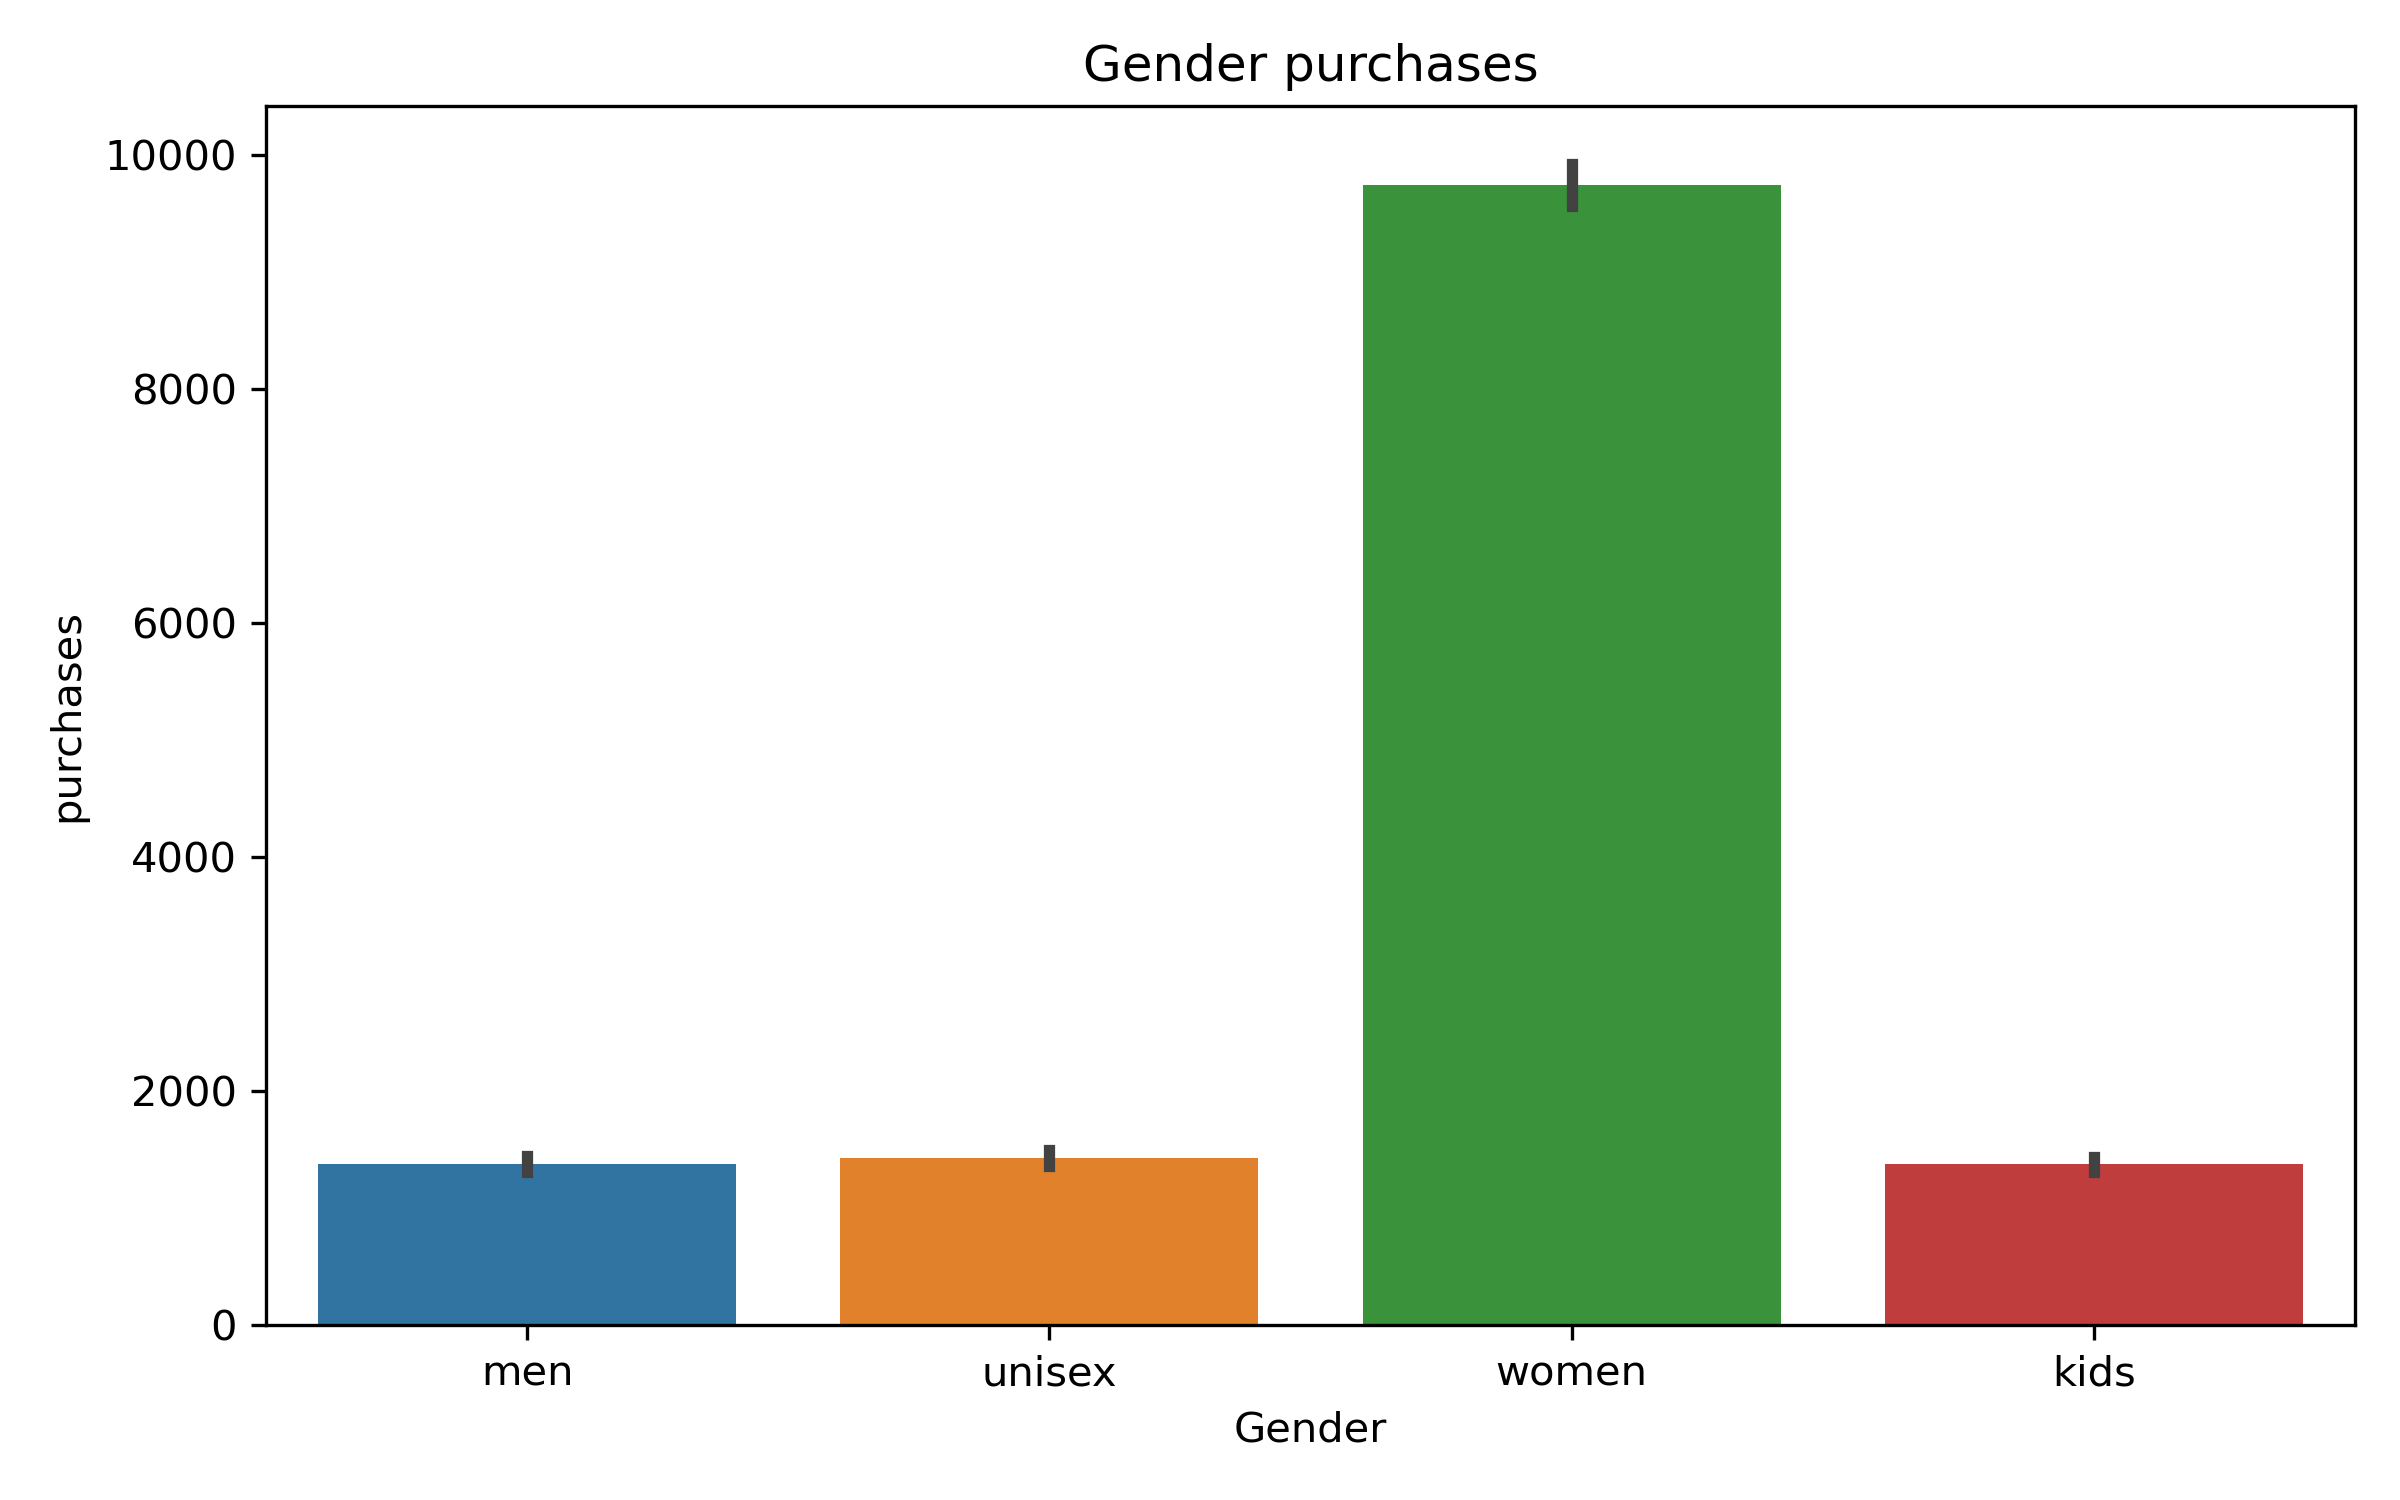 Gender purchases
10000
8000
6000
4000
2000
0
purchases
men unisex women kids
Gender